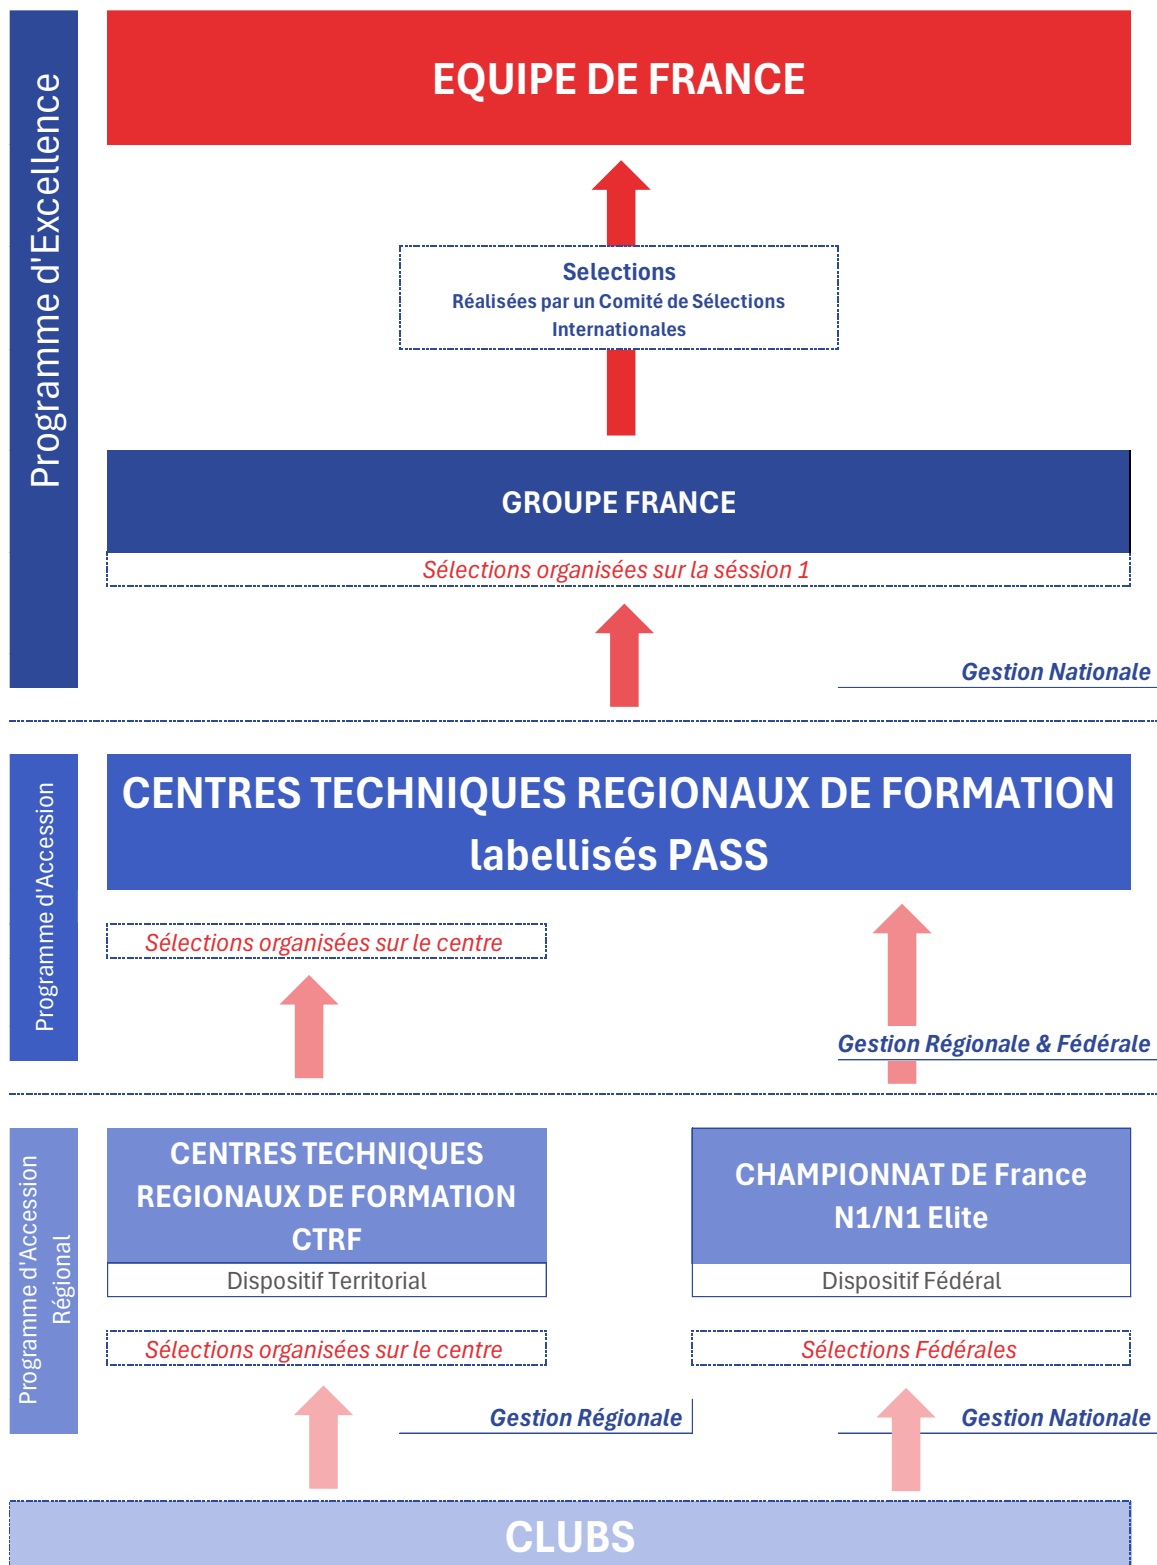 Programme d'Excellence
EQUIPE DE FRANCE
Selections
Réalisées par un Comité de Sélections
Internationales
GROUPE FRANCE
Sélections organisées sur la séssion 1
Gestion Nationale
Programme d'Accession
CENTRES TECHNIQUES REGIONAUX DE FORMATION
labellisés PASS
Sélections organisées sur le centre
Gestion Régionale & Fédérale
Programme d'Accession
Régional
CENTRES TECHNIQUES
REGIONAUX DE FORMATION
CTRF
Dispositif Territorial
CHAMPIONNAT DE France
N1/N1 Elite
Dispositif Fédéral
Sélections organisées sur le centre
Sélections Fédérales
Gestion Régionale
Gestion Nationale
CLUBS